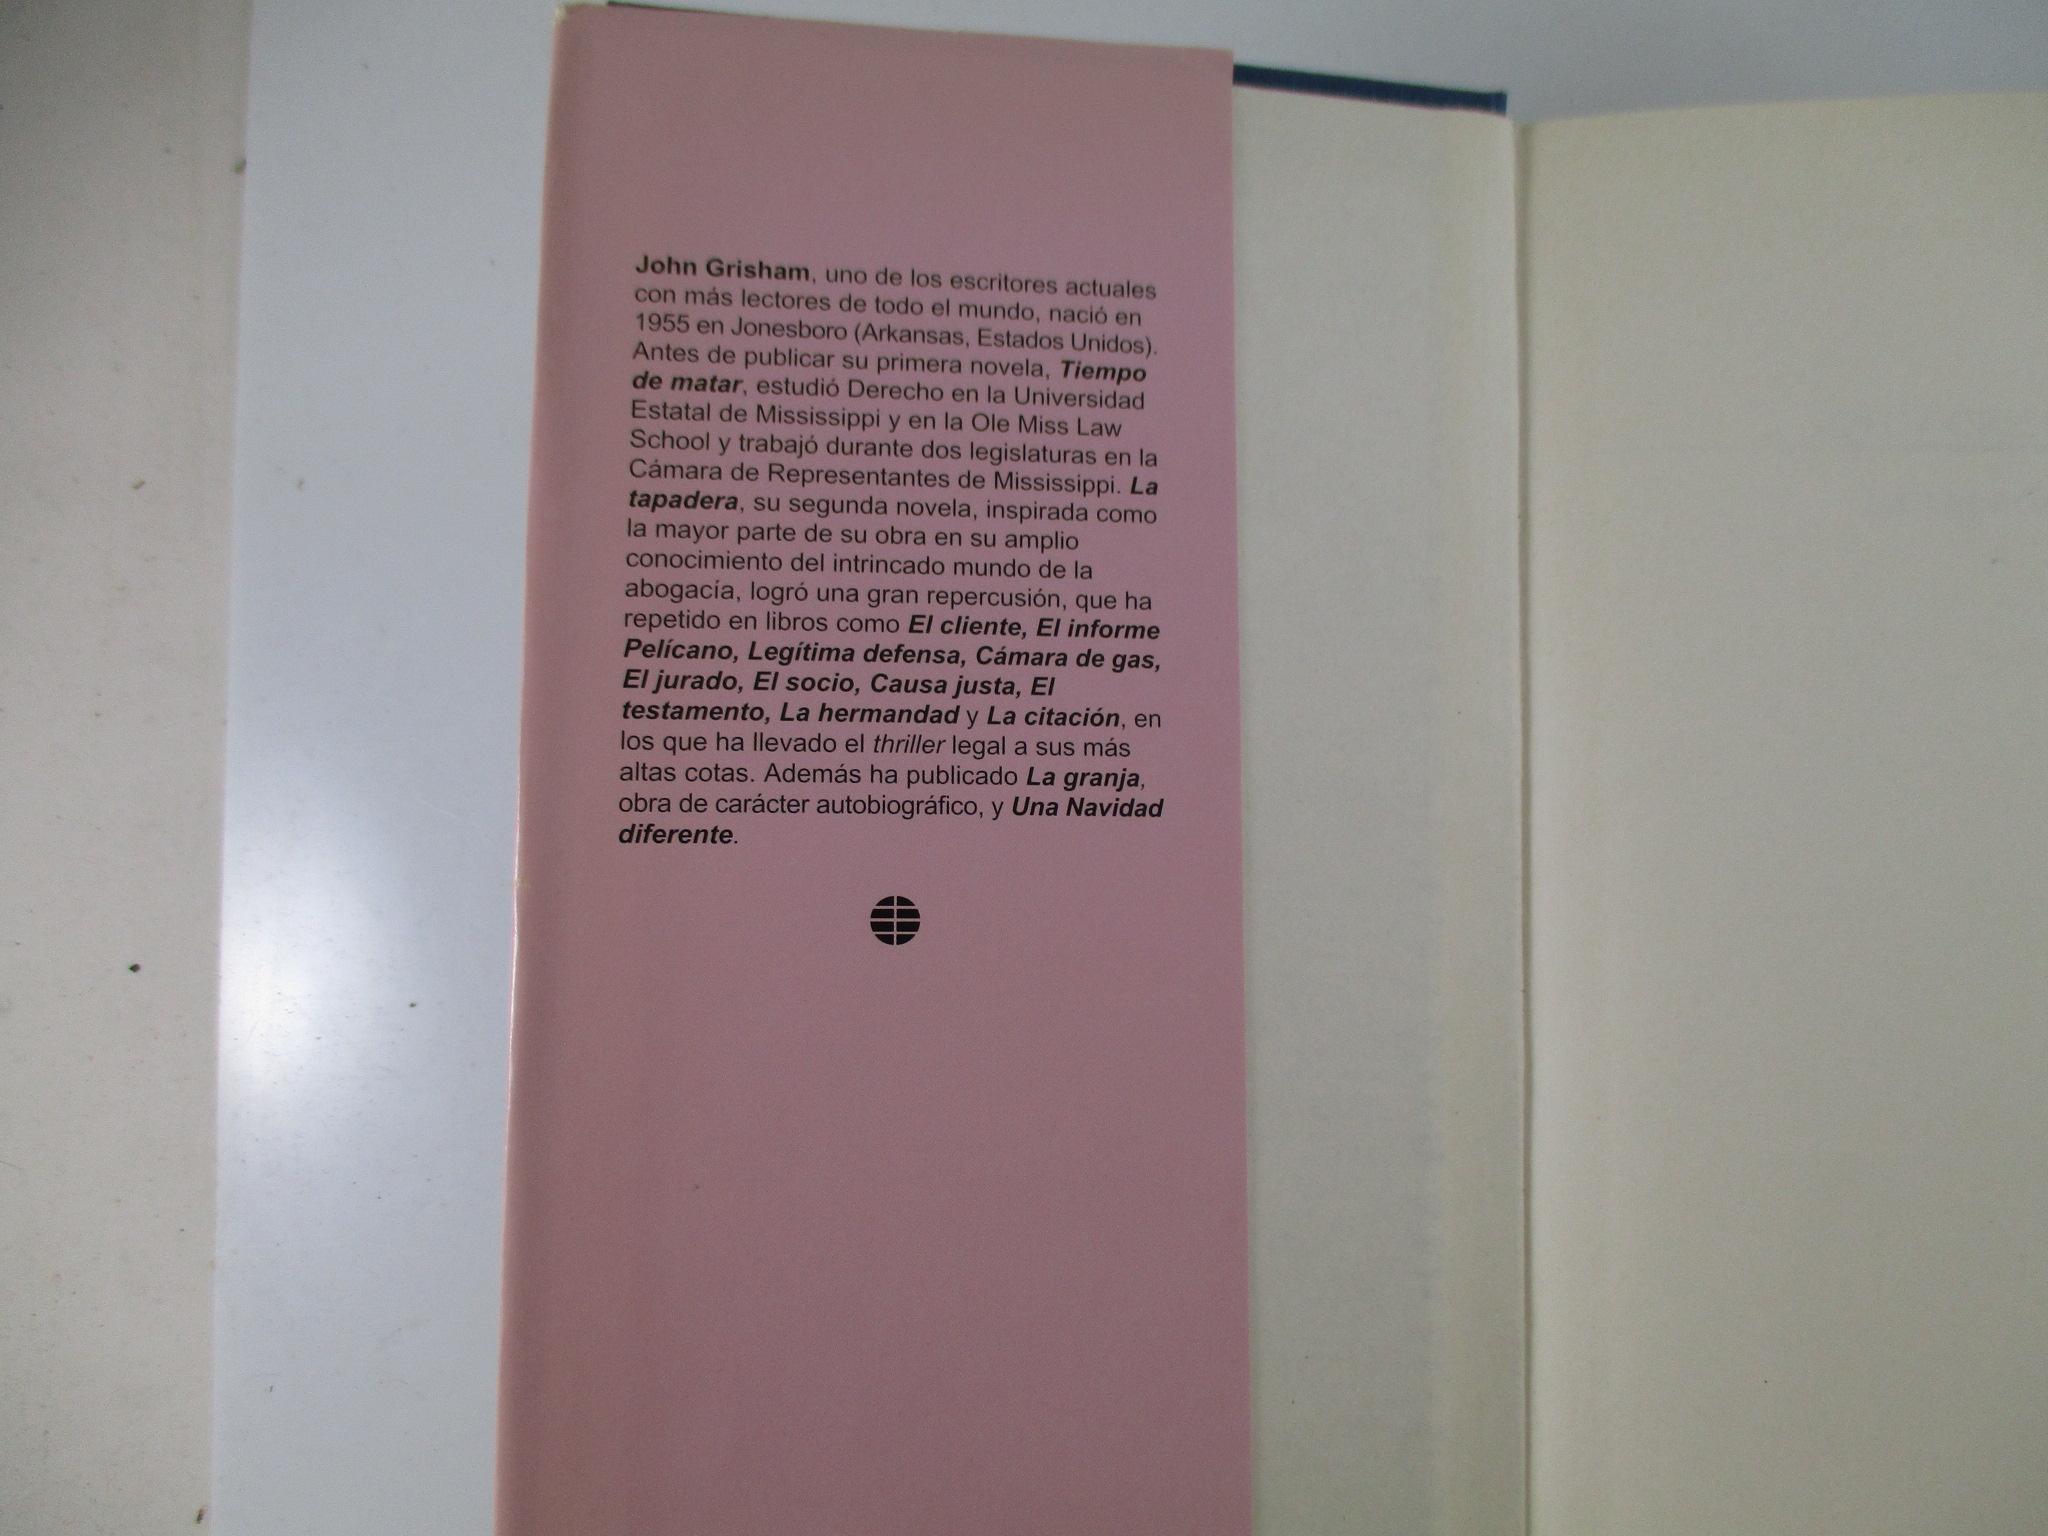 John Grisham, uno de los escritores actuales
con más lectores de todo el mundo, nació en
1955 en Jonesboro (Arkansas, Estados Unidos).
Antes de publicar su primera novela, Tiempo
de matar, estudió Derecho en la Universidad
Estatal de Mississippi y en la Ole Miss Law
School y trabajó durante dos legislaturas en la
Cámara de Representantes de Mississippi. La
tapadera, su segunda novela, inspirada como
la mayor parte de su obra en su amplio
conocimiento del intrincado mundo de la
abogacía, logró una gran repercusión, que ha
repetido en libros como El cliente, El informe
Pelícano, Legítima defensa, Cámara de gas,
El jurado, El socio, Causa justa, El
testamento, La hermandad y La citación, en
los que ha llevado el thriller legal a sus más
altas cotas. Además ha publicado La granja,
obra de carácter autobiográfico, y Una Navidad
diferente.